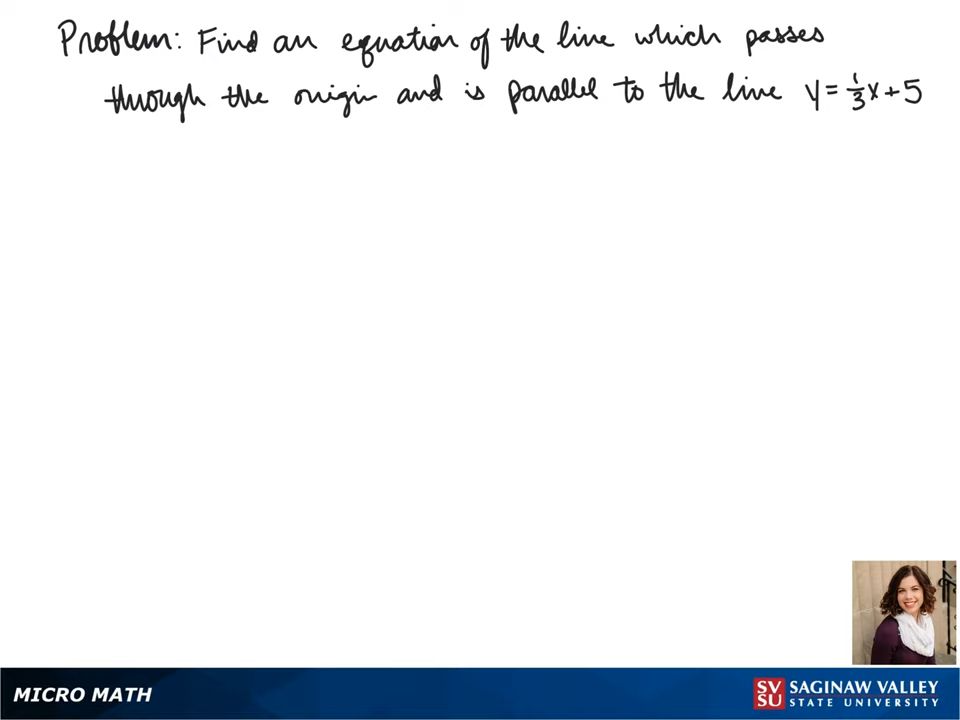 Problem: Find an equation of the line which passes
through the origin and is parallel to the line y = 1/3 x + 5
MICRO MATH
SV SU SAGINAW VALLEY
STATE UNIVERSITY